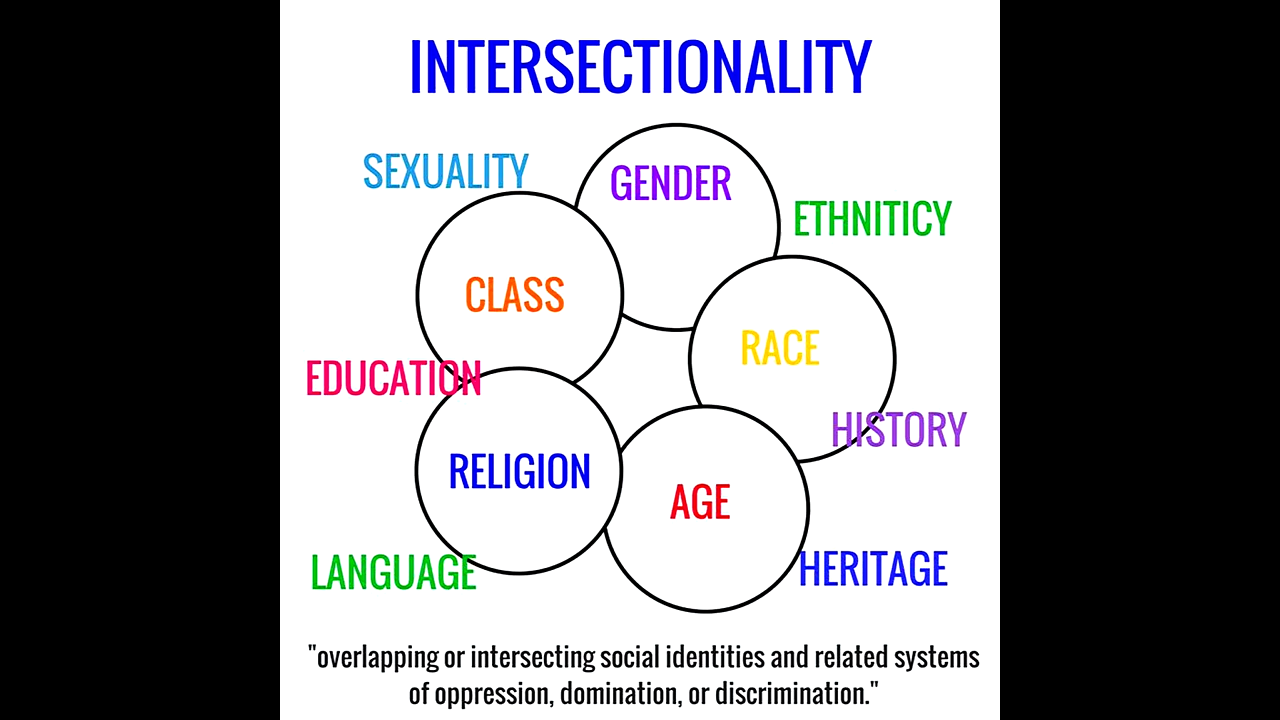 INTERSECTIONALITY
SEXUALITY
GENDER
ETHNITICY
CLASS
RACE
EDUCATION
HISTORY
RELIGION
AGE
LANGUAGE
HERITAGE
"overlapping or intersecting social identities and related systems
of oppression, domination, or discrimination."